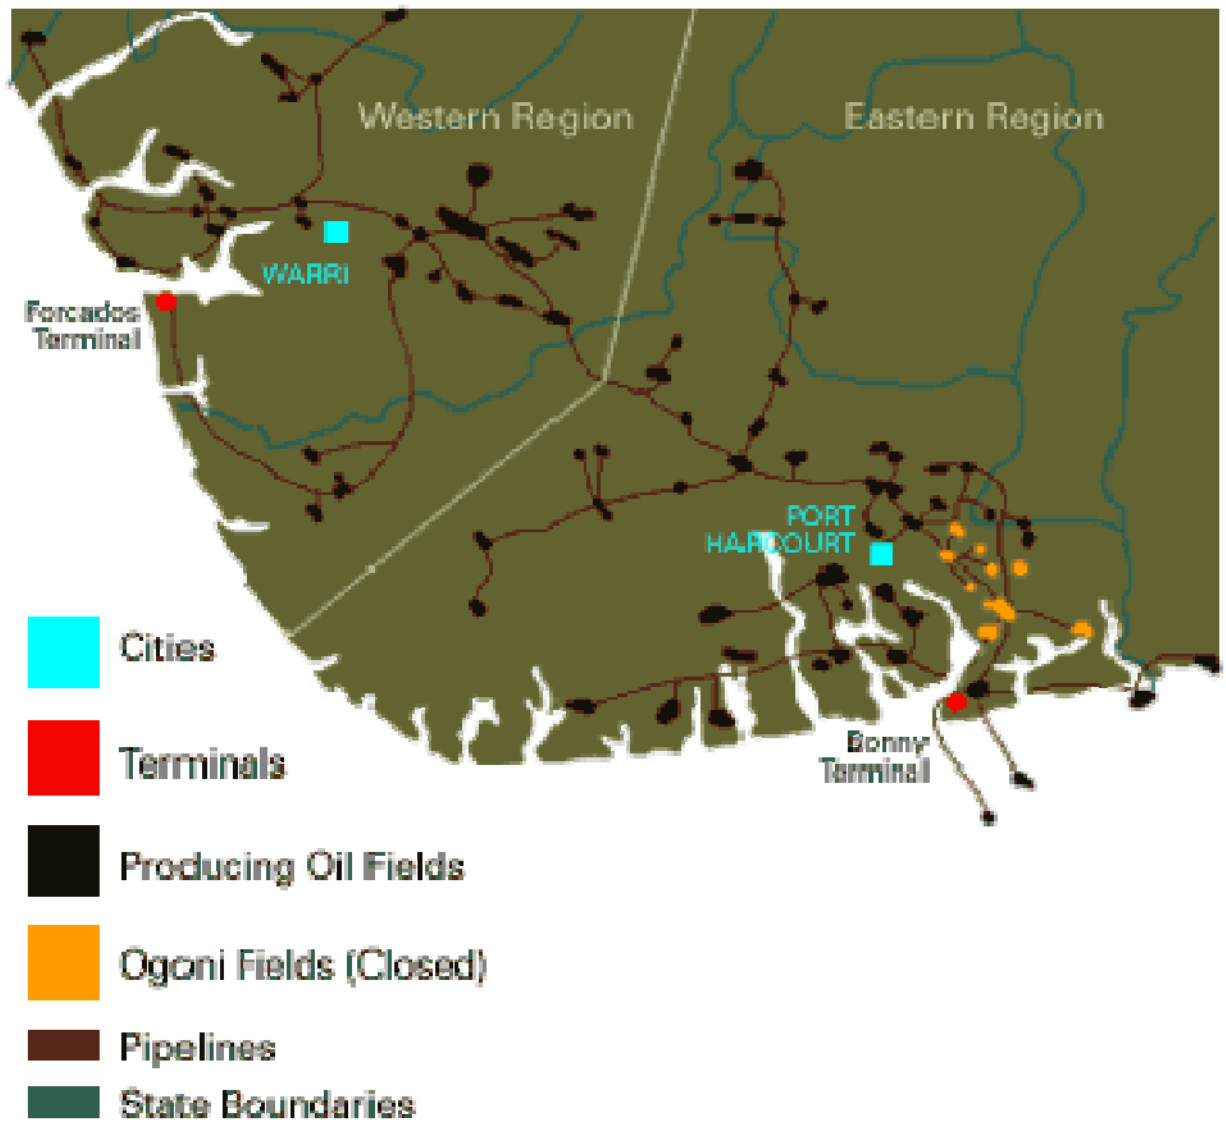 Western Region
Eastern Region
WARRI
Forcados
Terminal
PORT
HARCOURT
Bonny
Terminal
Cities
Terminals
Producing Oil Fields
Ogoni Fields (Closed)
Pipelines
State Boundaries